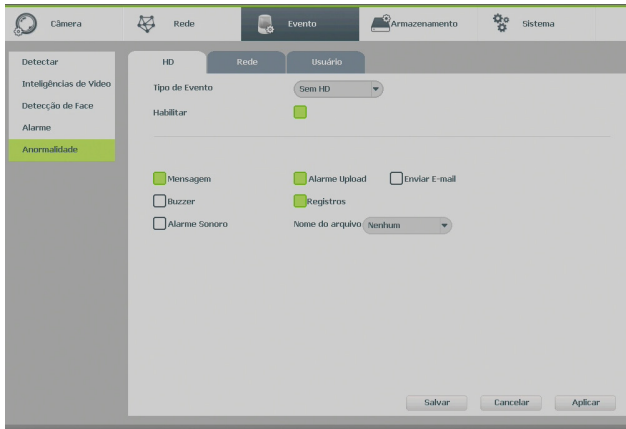 Câmera
Rede
Evento
Armazenamento
Sistema
Detectar
Inteligências de Vídeo
Detecção de Face
Alarme
Anormalidade
HD
Rede
Usuário
Tipo de Evento
Sem HD
Habilitar
Mensagem
Alarme Upload
Enviar E-mail
Buzzer
Registros
Alarme Sonoro
Nome do arquivo
Nenhum
Salvar
Cancelar
Aplicar